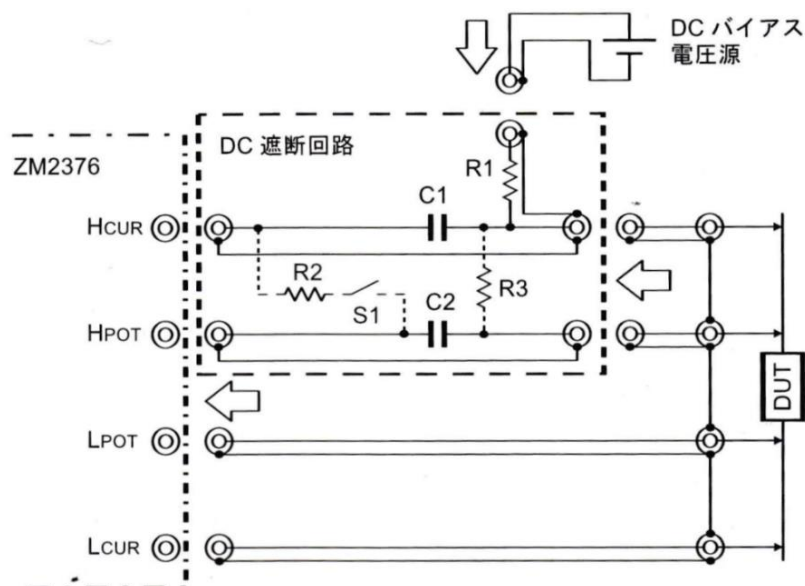 DC バイアス
電圧源
DC 遮断回路
ZM2376
R1
C1
HCUR
R2
R3
C2
S1
HPOT
DUT
LPOT
LCUR